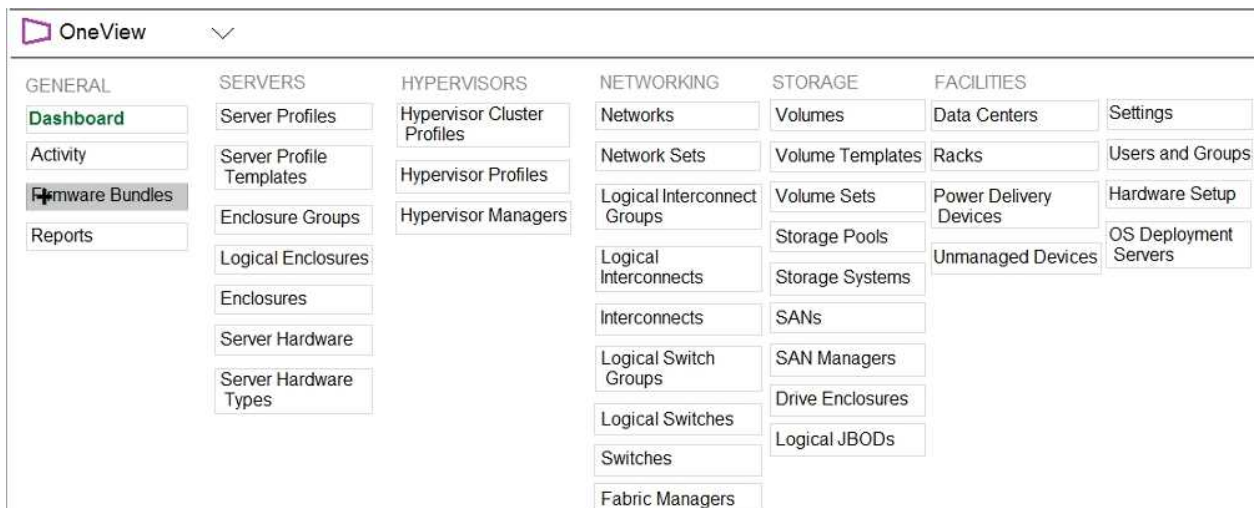 OneView
GENERAL
Dashboard
Activity
Firmware Bundles
Reports
SERVERS
Server Profiles
Server Profile
Templates
Enclosure Groups
Logical Enclosures
Enclosures
Server Hardware
Server Hardware
Types
HYPERVISORS
Hypervisor Cluster
Profiles
Hypervisor Profiles
Hypervisor Managers
NETWORKING
Networks
Network Sets
Logical Interconnect
Groups
Logical
Interconnects
Interconnects
Logical Switch
Groups
Logical Switches
Switches
Fabric Managers
STORAGE
Volumes
Volume Templates
Volume Sets
Storage Pools
Storage Systems
SANs
SAN Managers
Drive Enclosures
Logical JBODs
FACILITIES
Data Centers
Racks
Power Delivery
Devices
Unmanaged Devices
Settings
Users and Groups
Hardware Setup
OS Deployment
Servers